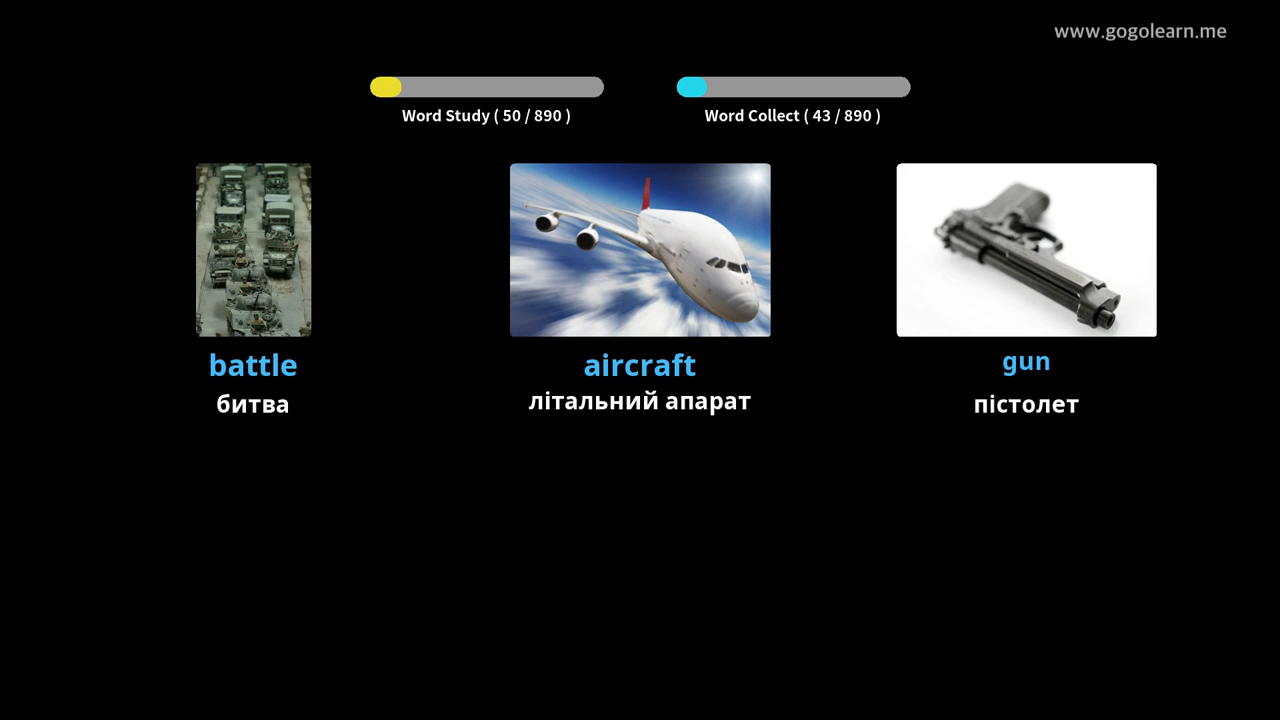 www.gogolearn.me
Word Study ( 50 / 890 )
Word Collect ( 43 / 890 )
battle
битва
aircraft
літальний апарат
gun
пістолет